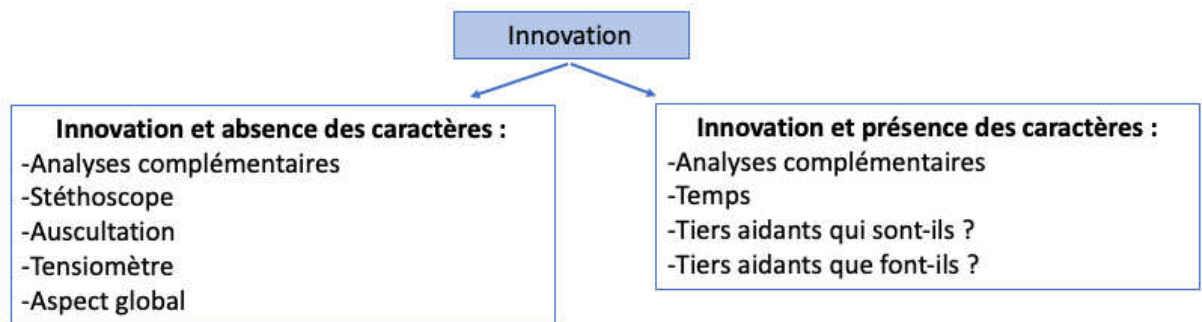 Innovation
Innovation et absence des caractères :
-Analyses complémentaires
-Stéthoscope
-Auscultation
-Tensiomètre
-Aspect global
Innovation et présence des caractères :
-Analyses complémentaires
-Temps
-Tiers aidants qui sont-ils ?
-Tiers aidants que font-ils ?